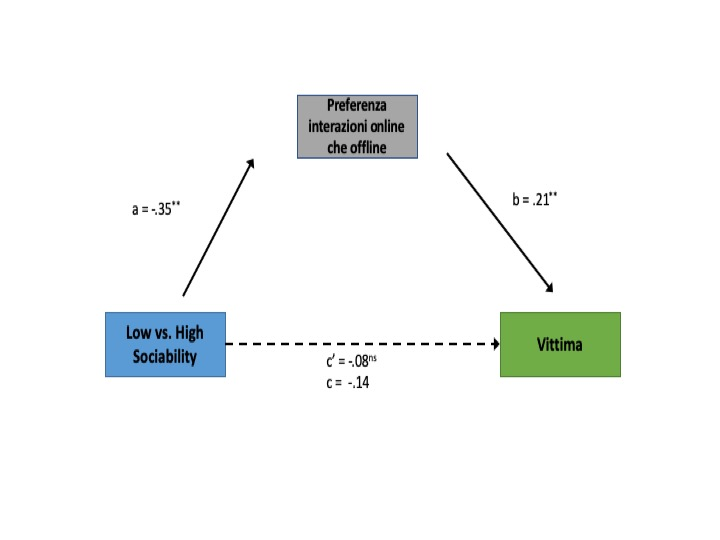 Preferenza
interazioni online
che offline
a = -.35**
b = .21**
Low vs. High
Sociability
c' = -.08ns
c = -.14
Vittima